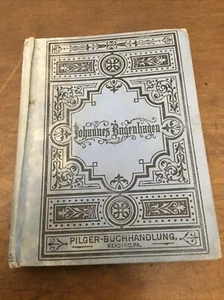 Johannes Bugenhagen
PILGER-BUCHHANDLUNG,
READING, PA.